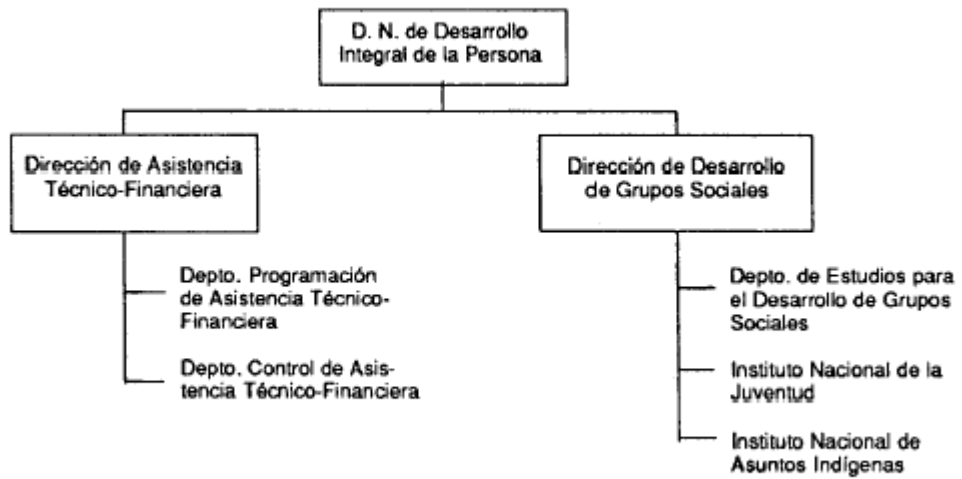 D. N. de Desarrollo
Integral de la Persona
Dirección de Asistencia
Técnico-Financiera
Dirección de Desarrollo
de Grupos Sociales
Depto. Programación
de Asistencia Técnico-
Financiera
Depto. Control de Asis-
tencia Técnico-Financiera
Depto. de Estudios para
el Desarrollo de Grupos
Sociales
Instituto Nacional de la
Juventud
Instituto Nacional de
Asuntos Indígenas